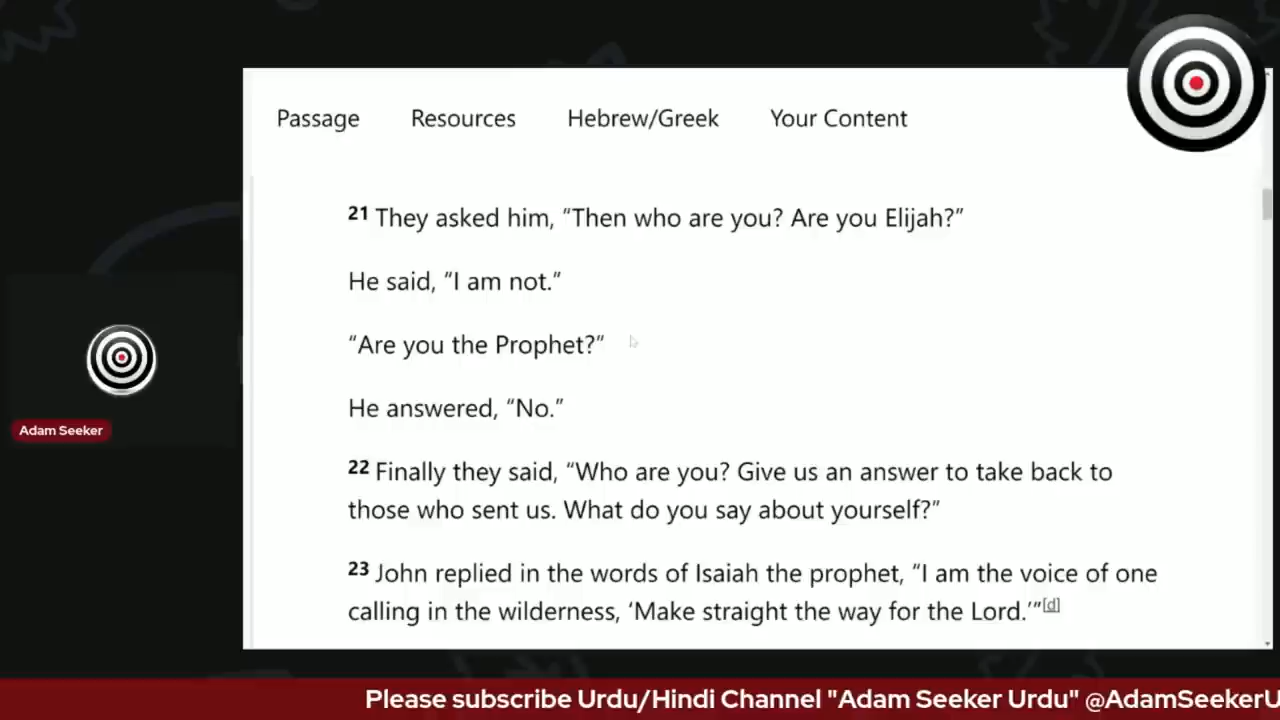 Passage Resources Hebrew/Greek Your Content
21 They asked him, “Then who are you? Are you Elijah?”
He said, “I am not.”
“Are you the Prophet?”
He answered, “No.”
22 Finally they said, “Who are you? Give us an answer to take back to
those who sent us. What do you say about yourself?”
23 John replied in the words of Isaiah the prophet, “I am the voice of one
calling in the wilderness, ‘Make straight the way for the Lord.’”[d]
Adam Seeker
Please subscribe Urdu/Hindi Channel "Adam Seeker Urdu" @AdamSeekerU